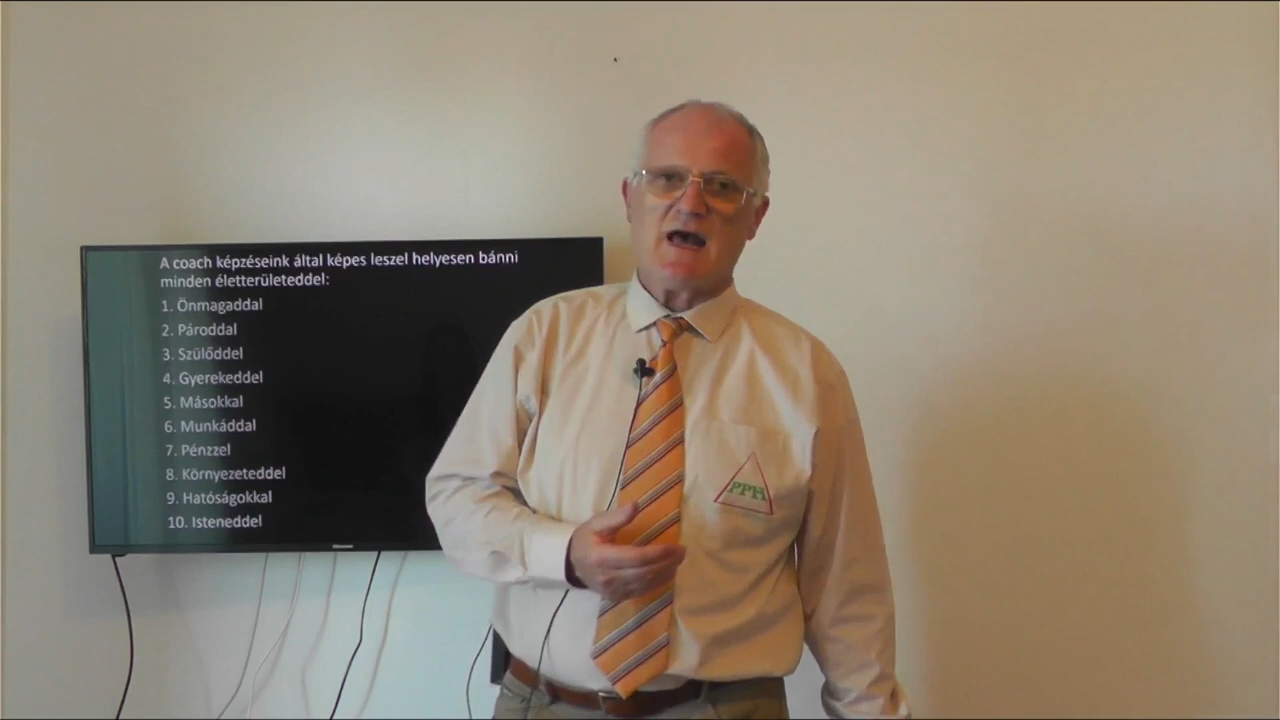 A coach képzéseink által képes leszel helyesen bánni
minden életterületeddel:
1. Önmagaddal
2. Pároddal
3. Szülőddel
4. Gyerekeddel
5. Másokkal
6. Munkáddal
7. Pénzzel
8. Környezeteddel
9. Hatóságokkal
10. Isteneddel
PPH